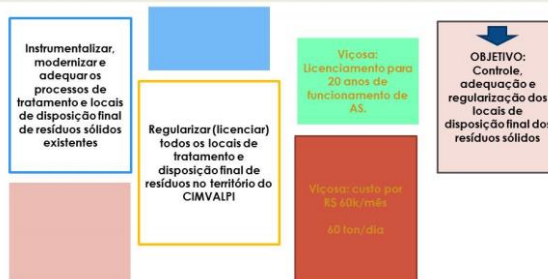 Instrumentalizar,
modernizar e
adequar os
processos de
tratamento e locais
de disposição final
de resíduos sólidos
existentes
Regularizar (licenciar)
todos os locais de
tratamento e
disposição final de
resíduos no território do
CIMVALPI
Viçosa:
Licenciamento para
20 anos de
funcionamento de
AS.
Viçosa: custo por
R$ 60k/mês
60 ton/dia
OBJETIVO:
Controle,
adequação e
regularização dos
locais de
disposição final dos
resíduos sólidos